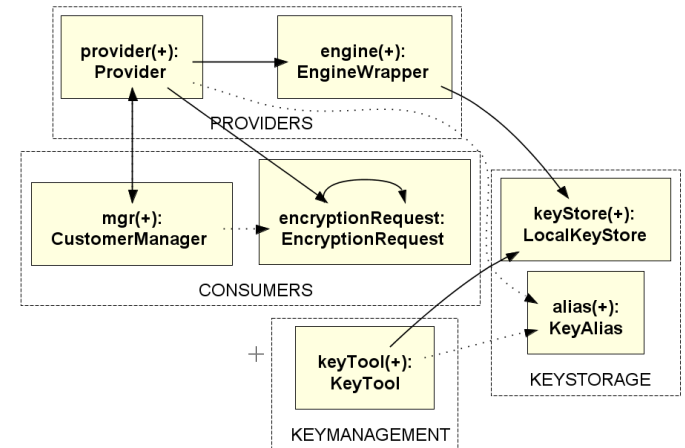 provider(+):
Provider
engine(+):
EngineWrapper
PROVIDERS
mgr(+):
CustomerManager
encryptionRequest:
EncryptionRequest
CONSUMERS
keyStore(+):
LocalKeyStore
alias(+):
KeyAlias
KEYSTORAGE
keyTool(+):
KeyTool
KEYMANAGEMENT